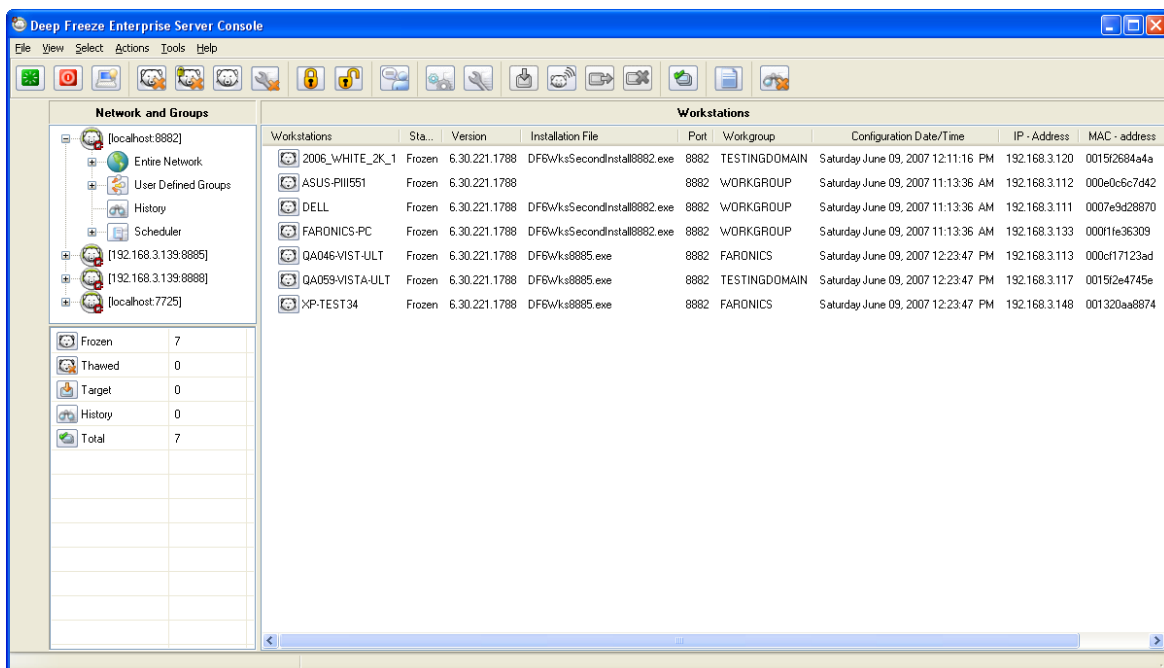 Deep Freeze Enterprise Server Console
File View Select Actions Tools Help
Network and Groups
[localhost:8882]
Entire Network
User Defined Groups
History
Scheduler
[192.168.3.139:8885]
[192.168.3.139:8888]
[localhost:7725]
Frozen 7
Thawed 0
Target 0
History 0
Total 7
Workstations
Workstations Sta... Version Installation File Port Workgroup Configuration Date/Time IP - Address MAC - address
2006_WHITE_2K_1 Frozen 6.30.221.1788 DF6WksSecondInstall8882.exe 8882 TESTINGDOMAIN Saturday June 09, 2007 12:11:16 PM 192.168.3.120 0015f2684a4a
ASUS-PIII551 Frozen 6.30.221.1788 8882 WORKGROUP Saturday June 09, 2007 11:13:36 AM 192.168.3.112 000e0c6c7d42
DELL Frozen 6.30.221.1788 DF6WksSecondInstall8882.exe 8882 WORKGROUP Saturday June 09, 2007 11:13:36 AM 192.168.3.111 0007e9d28870
FARONICS-PC Frozen 6.30.221.1788 DF6WksSecondInstall8882.exe 8882 WORKGROUP Saturday June 09, 2007 11:13:36 AM 192.168.3.133 000f1fe36309
QA046-VIST-ULT Frozen 6.30.221.1788 DF6Wks8885.exe 8882 FARONICS Saturday June 09, 2007 12:23:47 PM 192.168.3.113 000cf17123ad
QA059-VISTA-ULT Frozen 6.30.221.1788 DF6Wks8885.exe 8882 TESTINGDOMAIN Saturday June 09, 2007 12:23:47 PM 192.168.3.117 0015f2e4745e
XP-TEST34 Frozen 6.30.221.1788 DF6Wks8885.exe 8882 FARONICS Saturday June 09, 2007 12:23:47 PM 192.168.3.148 001320aa8874